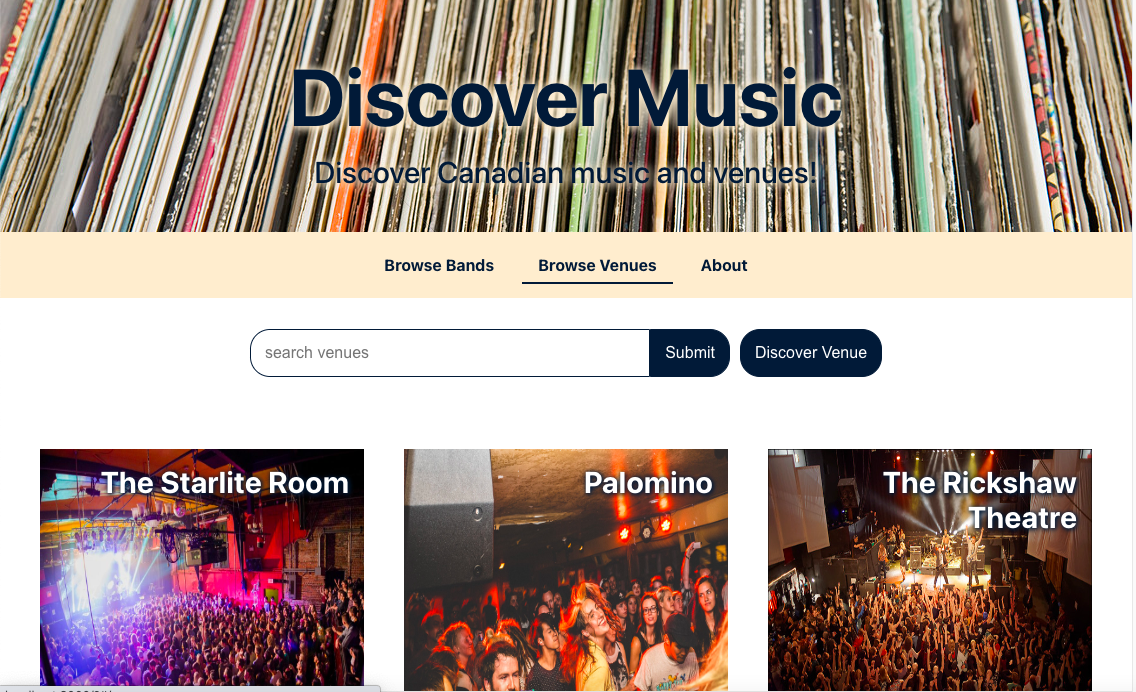 Discover Music
Discover Canadian music and venues!
Browse Bands
Browse Venues
About
search venues
Submit
Discover Venue
The Starlite Room
Palomino
The Rickshaw
Theatre